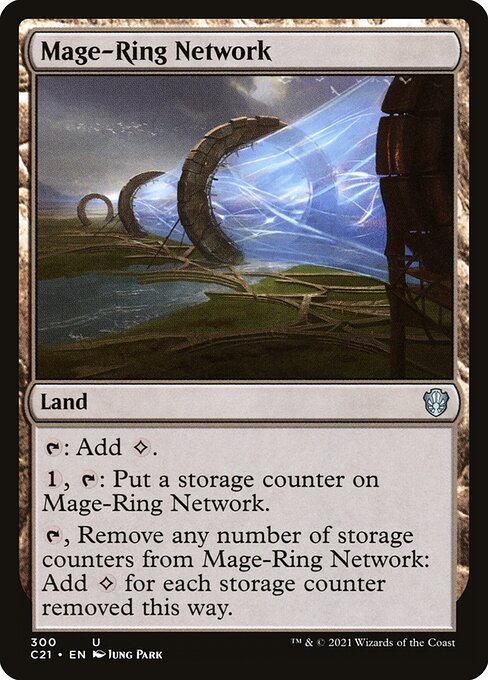 Mage-Ring Network
Land
: Add .
1, : Put a storage counter on
Mage-Ring Network.
, Remove any number of storage
counters from Mage-Ring Network:
Add for each storage counter
removed this way.
300 U
C21 • EN Jung Park
™ & © 2021 Wizards of the Coast